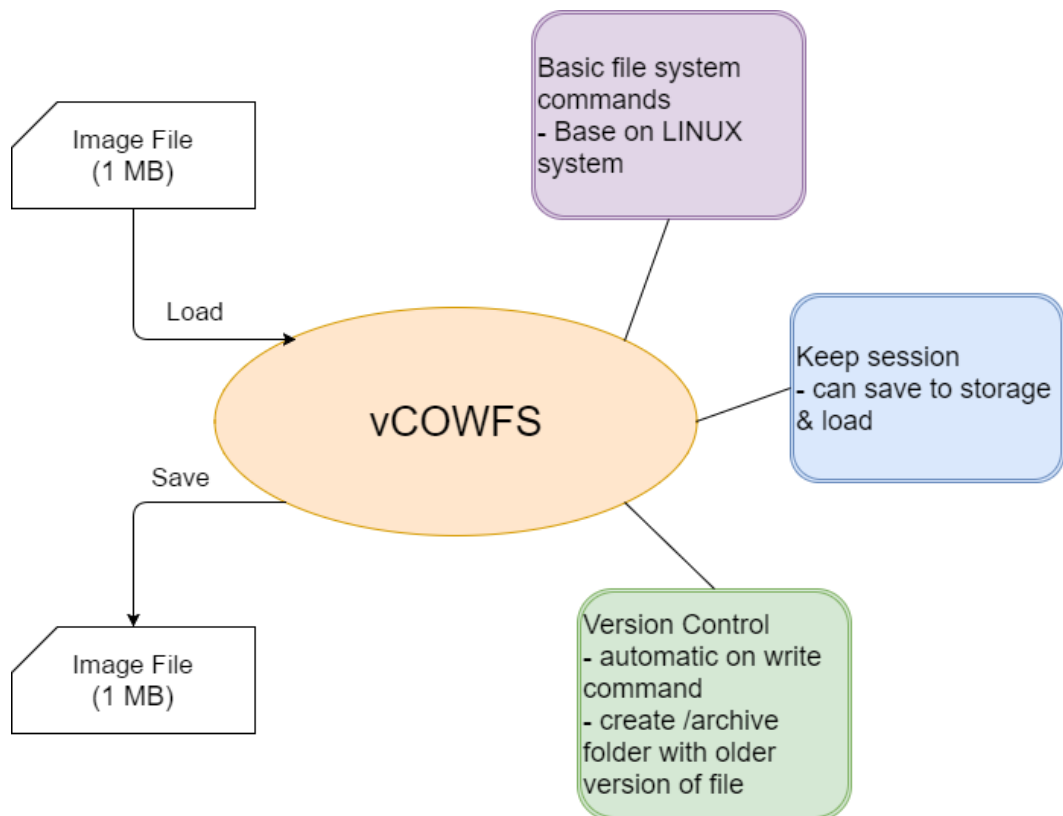 Image File
(1 MB)
Load
Basic file system
commands
- Base on LINUX
system
vCOWFS
Keep session
- can save to storage
& load
Save
Image File
(1 MB)
Version Control
- automatic on write
command
- create /archive
folder with older
version of file